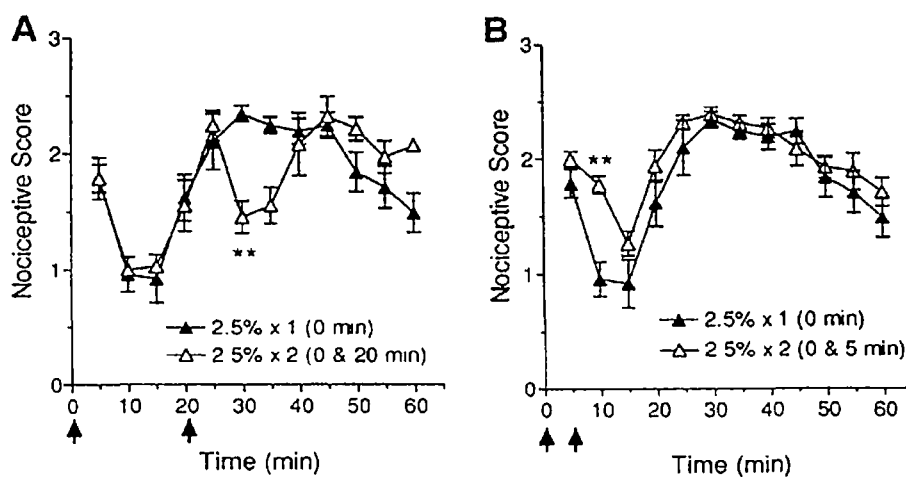 A
3
2
1
0
Nociceptive Score
**
2.5% x 1 (0 min)
2 5% x 2 (0 & 20 min)
0 10 20 30 40 50 60
Time (min)
B
3
2
1
0
Nociceptive Score
**
2.5% x 1 (0 min)
2 5% x 2 (0 & 5 min)
0 10 20 30 40 50 60
Time (min)